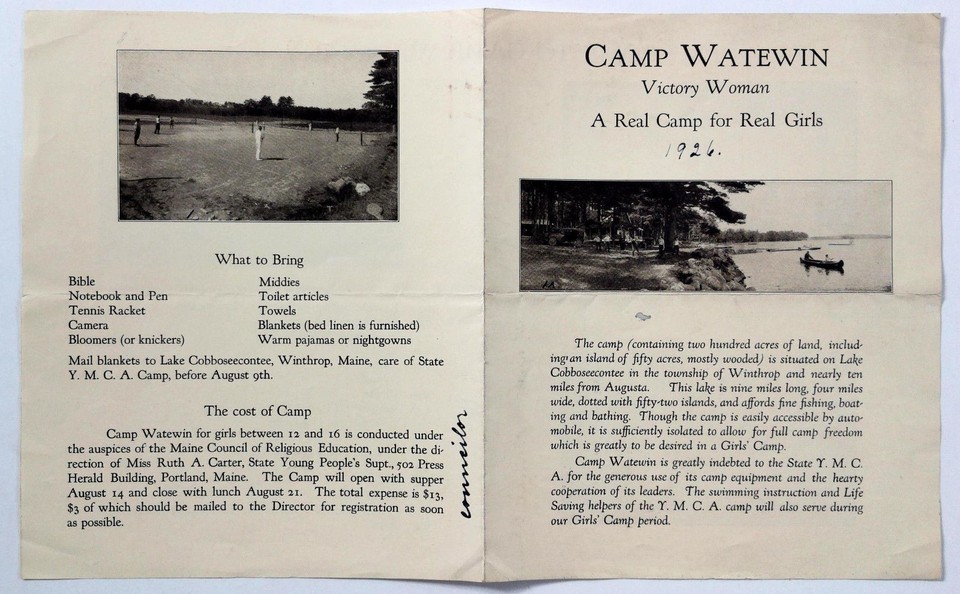 What to Bring
Bible
Notebook and Pen
Tennis Racket
Camera
Bloomers (or knickers)
Middies
Toilet articles
Towels
Blankets (bed linen is furnished)
Warm pajamas or nightgowns
Mail blankets to Lake Cobboseecontee, Winthrop, Maine, care of State
Y. M. C. A. Camp, before August 9th.
The cost of Camp
Camp Watewin for girls between 12 and 16 is conducted under
the auspices of the Maine Council of Religious Education, under the di-
rection of Miss Ruth A. Carter, State Young People's Supt., 502 Press
Herald Building, Portland, Maine. The Camp will open with supper
August 14 and close with lunch August 21. The total expense is $13,
$3 of which should be mailed to the Director for registration as soon
as possible.
councilor
CAMP WATEWIN
Victory Woman
A Real Camp for Real Girls
1926.
The camp (containing two hundred acres of land, includ-
ing an island of fifty acres, mostly wooded) is situated on Lake
Cobboseecontee in the township of Winthrop and nearly ten
miles from Augusta. This lake is nine miles long, four miles
wide, dotted with fifty-two islands, and affords fine fishing, boat-
ing and bathing. Though the camp is easily accessible by auto-
mobile, it is sufficiently isolated to allow for full camp freedom
which is greatly to be desired in a Girls' Camp.
Camp Watewin is greatly indebted to the State Y. M. C.
A. for the generous use of its camp equipment and the hearty
cooperation of its leaders. The swimming instruction and Life
Saving helpers of the Y. M. C. A. camp will also serve during
our Girls' Camp period.